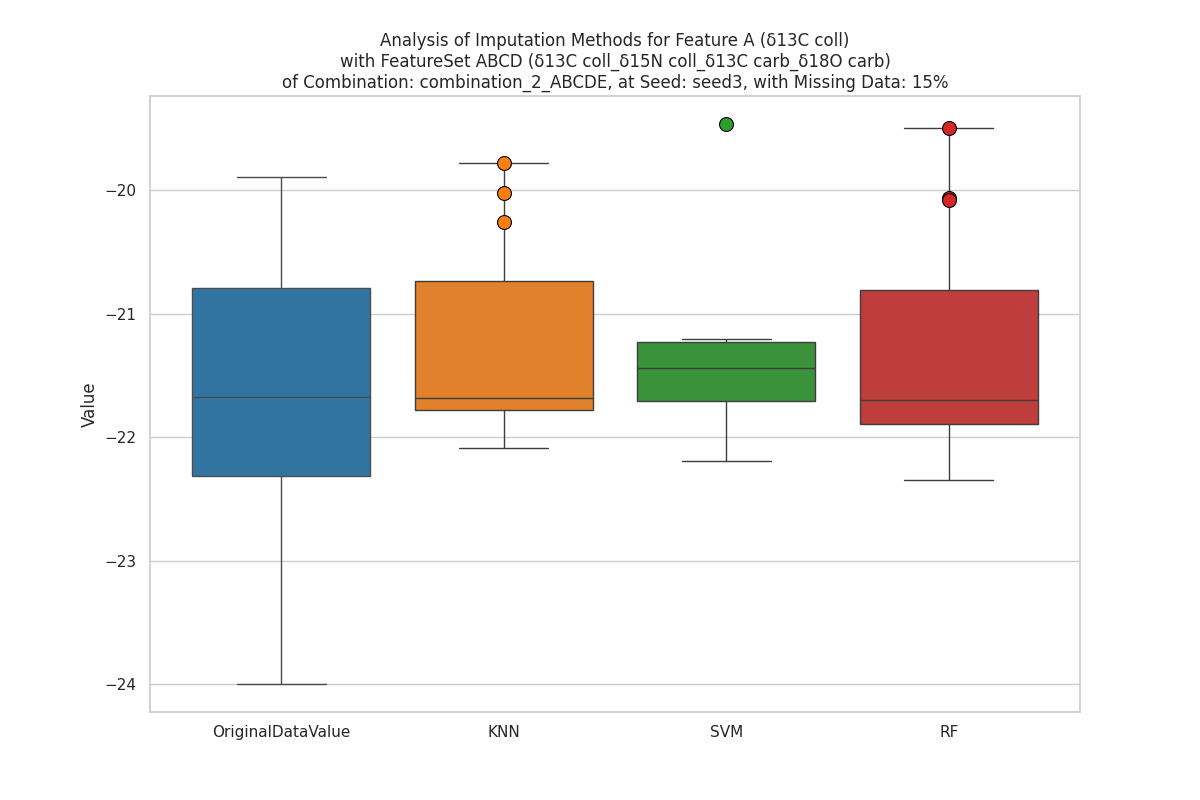 Analysis of Imputation Methods for Feature A (δ13C coll)
with FeatureSet ABCD (δ13C coll_δ15N coll_δ13C carb_δ18O carb)
of Combination: combination_2_ABCDE, at Seed: seed3, with Missing Data: 15%
Value
−20
−21
−22
−23
−24
OriginalDataValue
KNN
SVM
RF